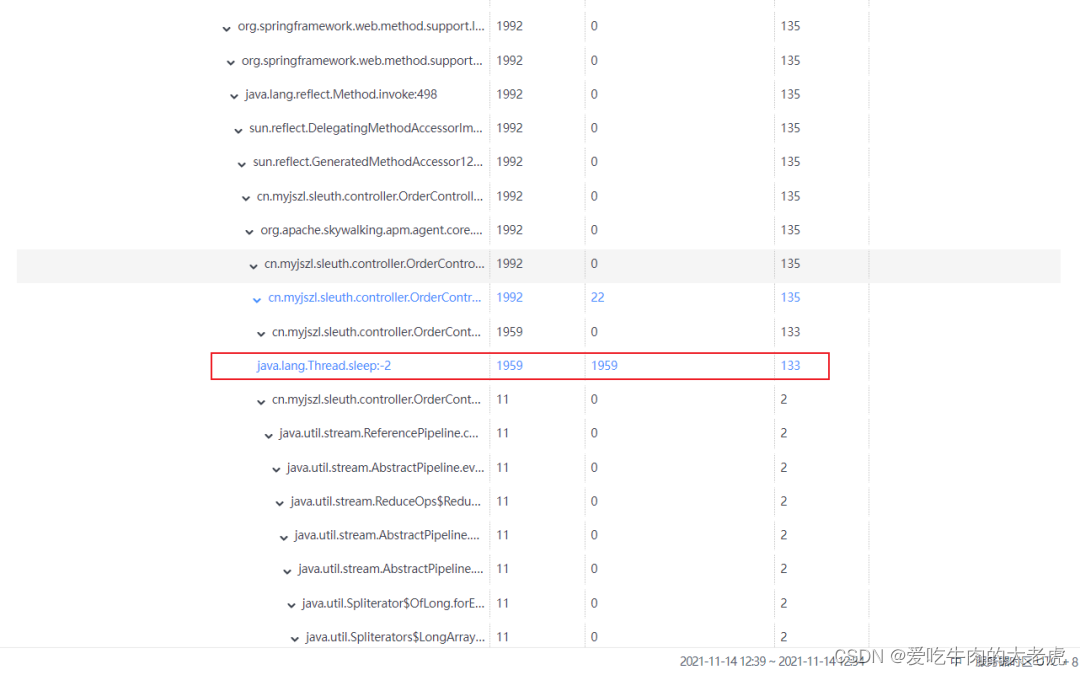 org.springframework.web.method.support.I... 1992 0 135
org.springframework.web.method.support... 1992 0 135
java.lang.reflect.Method.invoke:498 1992 0 135
sun.reflect.DelegatingMethodAccessorIm... 1992 0 135
sun.reflect.GeneratedMethodAccessor12... 1992 0 135
cn.myjszl.sleuth.controller.OrderControll... 1992 0 135
org.apache.skywalking.apm.agent.core.... 1992 0 135
cn.myjszl.sleuth.controller.OrderContro... 1992 0 135
cn.myjszl.sleuth.controller.OrderContr... 1992 22 135
cn.myjszl.sleuth.controller.OrderCont... 1959 0 133
java.lang.Thread.sleep:-2 1959 1959 133
cn.myjszl.sleuth.controller.OrderCont... 11 0 2
java.util.stream.ReferencePipeline.c... 11 0 2
java.util.stream.AbstractPipeline.ev... 11 0 2
java.util.stream.ReduceOps$Redu... 11 0 2
java.util.stream.AbstractPipeline.... 11 0 2
java.util.stream.AbstractPipeline.... 11 0 2
java.util.Spliterator$OfLong.forE... 11 0 2
java.util.Spliterators$LongArray... 11 0 2
2021-11-14 12:39 ~ 2021-11-14 12:34
CSDN @爱吃牛肉的大老虎